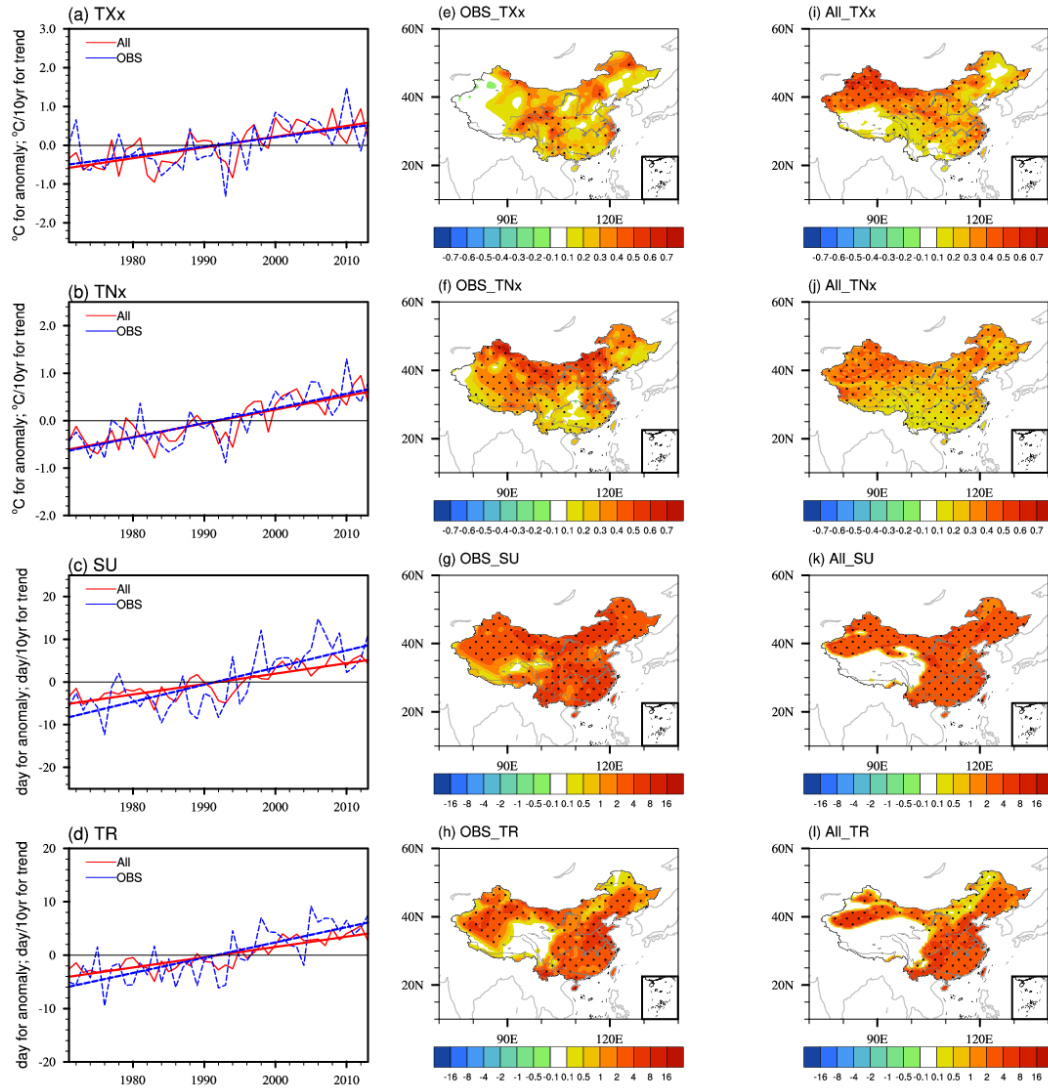 (a) TXx
°C for anomaly; °C/10yr for trend
3.0
2.0
1.0
0.0
-1.0
-2.0
All
OBS
1980 1990 2000 2010
(e) OBS_TXx
60N
40N
20N
90E 120E
-0.7-0.6-0.5-0.4-0.3-0.2-0.1 0.1 0.2 0.3 0.4 0.5 0.6 0.7
(i) All_TXx
60N
40N
20N
90E 120E
-0.7-0.6-0.5-0.4-0.3-0.2-0.1 0.1 0.2 0.3 0.4 0.5 0.6 0.7
(b) TNx
°C for anomaly; °C/10yr for trend
2.0
1.0
0.0
-1.0
-2.0
All
OBS
1980 1990 2000 2010
(f) OBS_TNx
60N
40N
20N
90E 120E
-0.7-0.6-0.5-0.4-0.3-0.2-0.1 0.1 0.2 0.3 0.4 0.5 0.6 0.7
(j) All_TNx
60N
40N
20N
90E 120E
-0.7-0.6-0.5-0.4-0.3-0.2-0.1 0.1 0.2 0.3 0.4 0.5 0.6 0.7
(c) SU
day for anomaly; day/10yr for trend
20
10
0
-10
-20
All
OBS
1980 1990 2000 2010
(g) OBS_SU
60N
40N
20N
90E 120E
-16 -8 -4 -2 -1 -0.5-0.1 0.1 0.5 1 2 4 8 16
(k) All_SU
60N
40N
20N
90E 120E
-16 -8 -4 -2 -1 -0.5-0.1 0.1 0.5 1 2 4 8 16
(d) TR
day for anomaly; day/10yr for trend
20
10
0
-10
-20
All
OBS
1980 1990 2000 2010
(h) OBS_TR
60N
40N
20N
90E 120E
-16 -8 -4 -2 -1 -0.5-0.1 0.1 0.5 1 2 4 8 16
(l) All_TR
60N
40N
20N
90E 120E
-16 -8 -4 -2 -1 -0.5-0.1 0.1 0.5 1 2 4 8 16